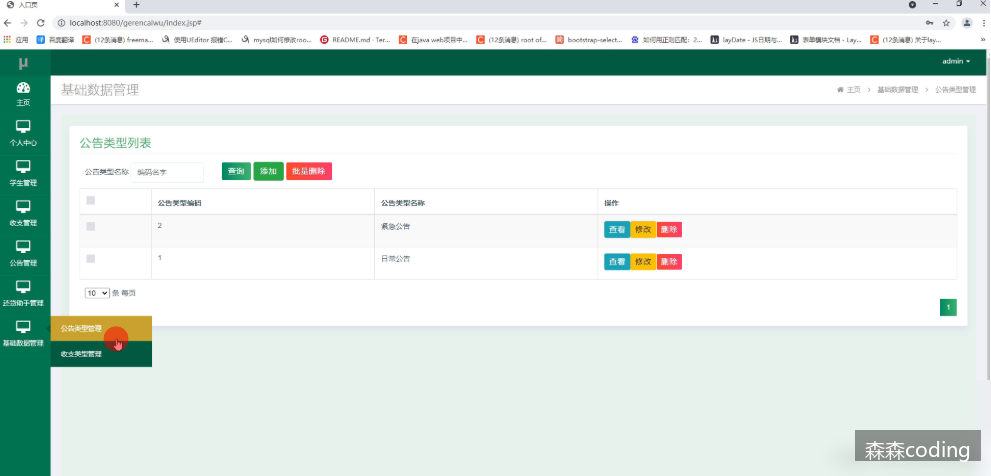 入口页
localhost:8080/gerencaiwu/index.jsp#
应用 百度翻译 (12条消息) freema... 使用UEditor 报错C... mysql如何修改roo... README.md · Ter... 在java web项目中... (12条消息) root of... bootstrap-select... 如何用正则匹配：2... layDate - JS日期与... 表单模块文档 - Lay... (12条消息) 关于lay... »
μ
admin
主页
个人中心
学生管理
收支管理
公告管理
还贷助手管理
基础数据管理
基础数据管理
主页 > 基础数据管理 > 公告类型管理
公告类型列表
公告类型名称 编码名字 查询 添加 批量删除
公告类型编码 公告类型名称 操作
2 紧急公告 查看 修改 删除
1 日常公告 查看 修改 删除
10 条 每页
1
公告类型管理
收支类型管理
森森coding